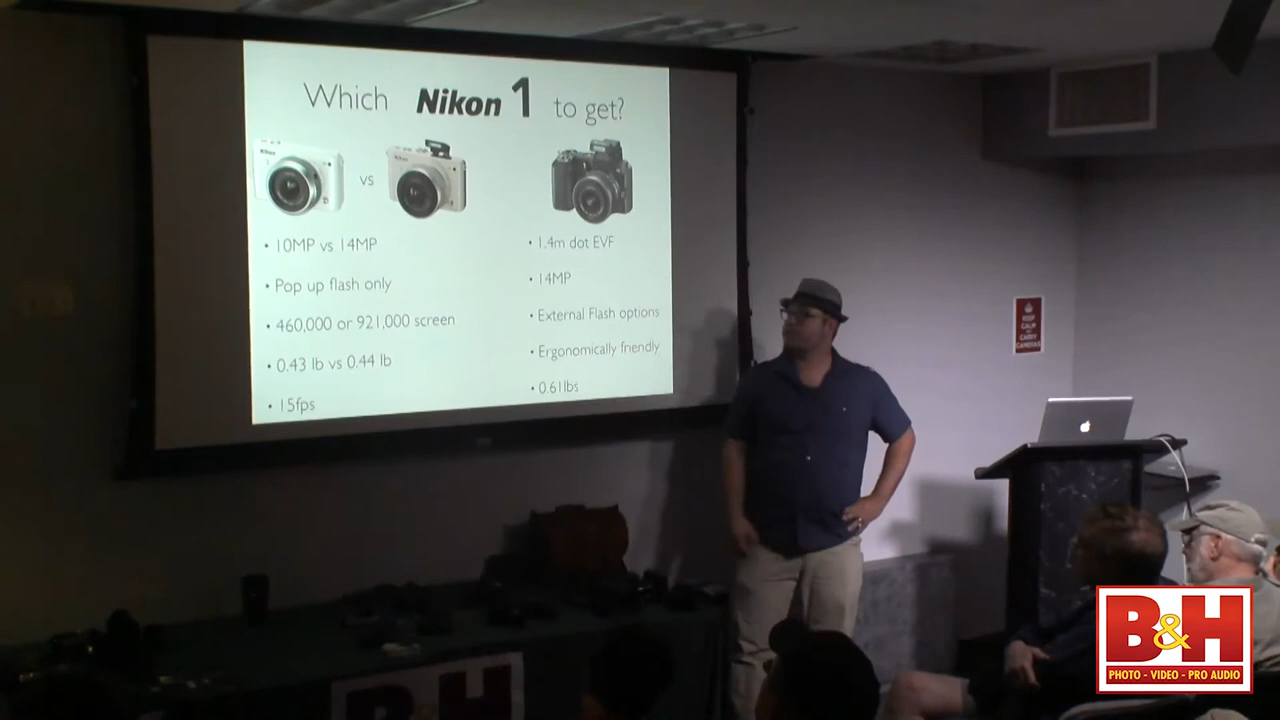 Which Nikon 1 to get?
vs
• 10MP vs 14MP
• Pop up flash only
• 460,000 or 921,000 screen
• 0.43 lb vs 0.44 lb
• 15fps
• 1.4m dot EVF
• 14MP
• External Flash options
• Ergonomically friendly
• 0.61lbs
KEEP
CALM
CARRY
CAMERAS
B&H
B&H
PHOTO - VIDEO - PRO AUDIO